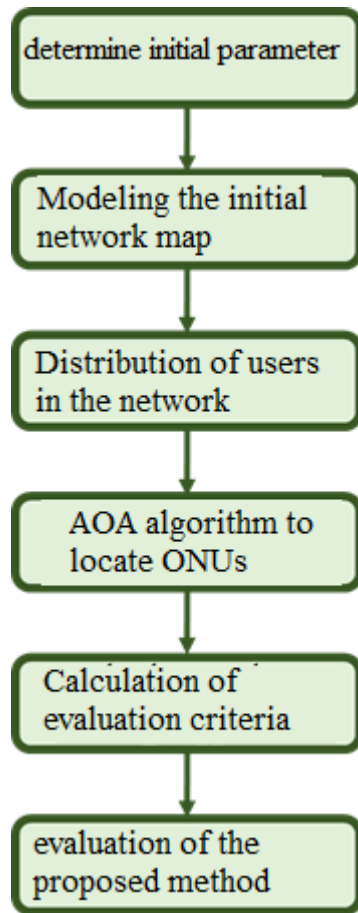 determine initial parameter
Modeling the initial
network map
Distribution of users
in the network
AOA algorithm to
locate ONUs
Calculation of
evaluation criteria
evaluation of the
proposed method